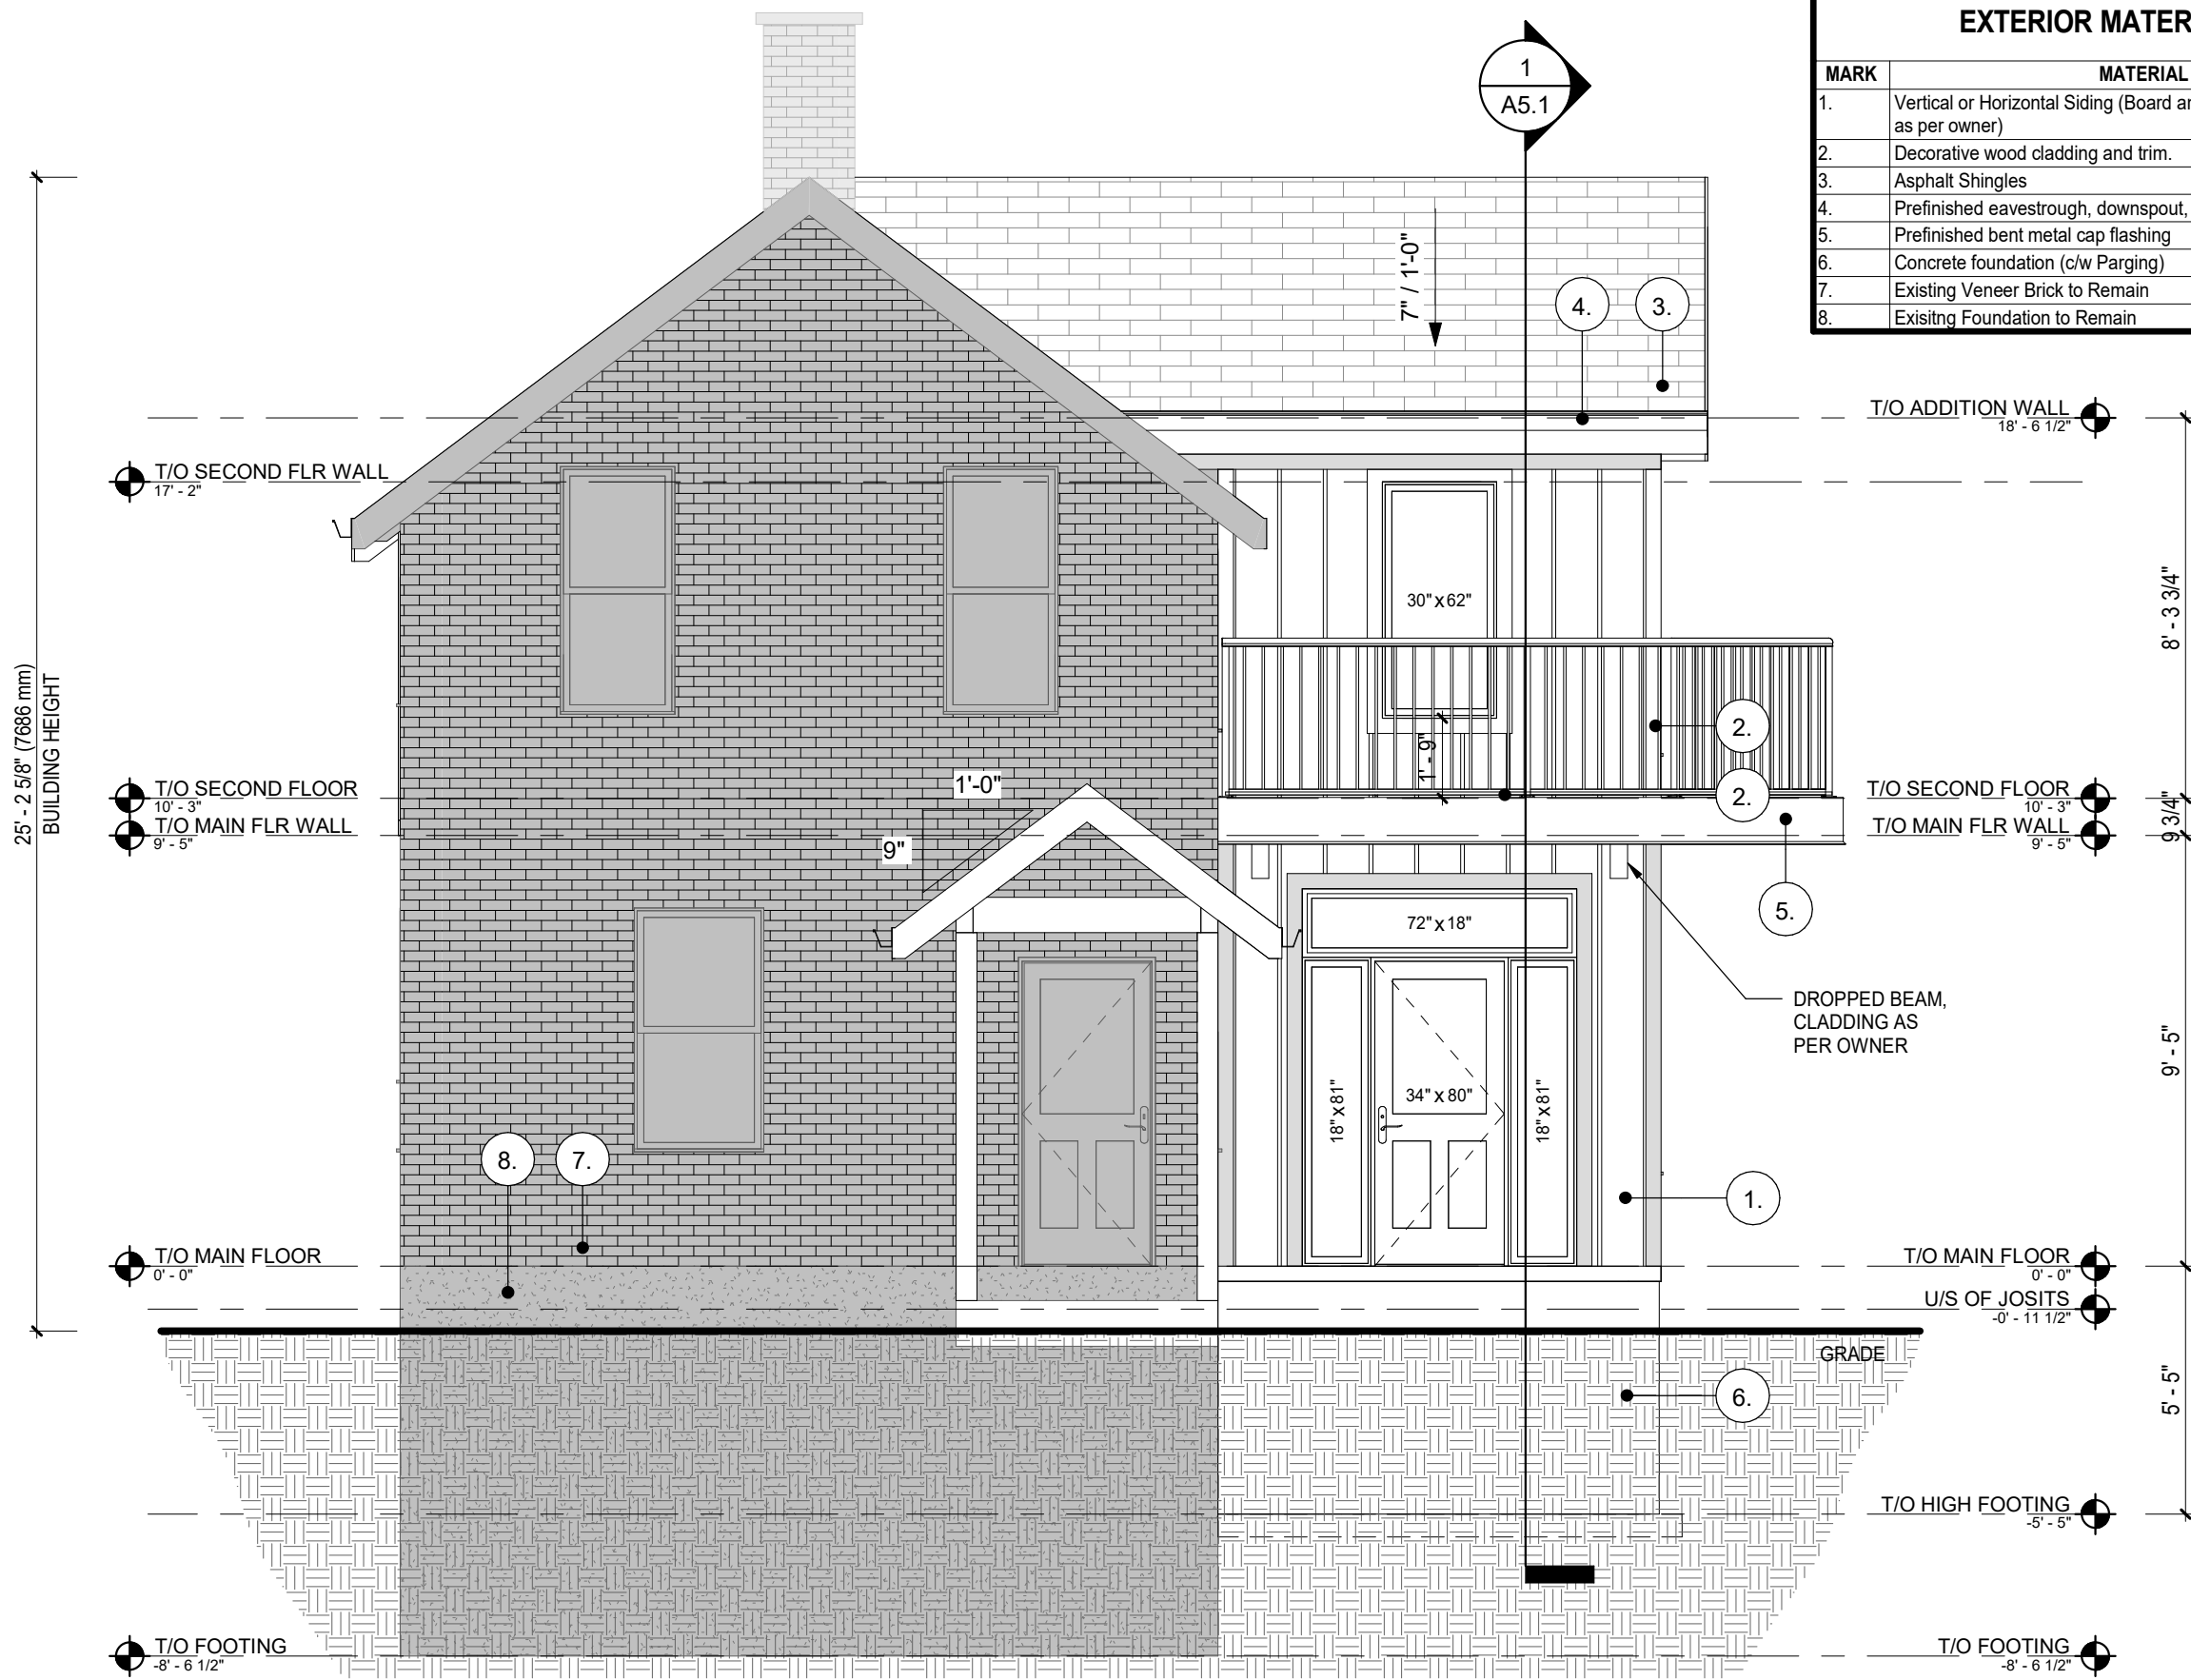 EXTERIOR MATER
MARK MATERIAL
1. Vertical or Horizontal Siding (Board
as per owner)
2. Decorative wood cladding and trim.
3. Asphalt Shingles
4. Prefinished eavestrough, downspout,
5. Prefinished bent metal cap flashing
6. Concrete foundation (c/w Parging)
7. Existing Veneer Brick to Remain
8. Exisitng Foundation to Remain
1
A5.1
7" / 1'-0"
4.
3.
T/O ADDITION WALL
18' - 6 1/2"
T/O SECOND FLR WALL
17' - 2"
30" x 62"
8' - 3 3/4"
25' - 2 5/8" (7686 mm)
BUILDING HEIGHT
2.
1' - 9"
2.
T/O SECOND FLOOR
10' - 3"
T/O MAIN FLR WALL
9' - 5"
1'-0"
9"
T/O SECOND FLOOR
10' - 3"
T/O MAIN FLR WALL
9' - 5"
9 3/4"
5.
72" x 18"
DROPPED BEAM,
CLADDING AS
PER OWNER
9' - 5"
18" x 81"
34" x 80"
18" x 81"
8.
7.
1.
T/O MAIN FLOOR
0' - 0"
T/O MAIN FLOOR
0' - 0"
U/S OF JOSITS
-0' - 11 1/2"
GRADE
6.
5' - 5"
T/O HIGH FOOTING
-5' - 5"
T/O FOOTING
-8' - 6 1/2"
T/O FOOTING
-8' - 6 1/2"